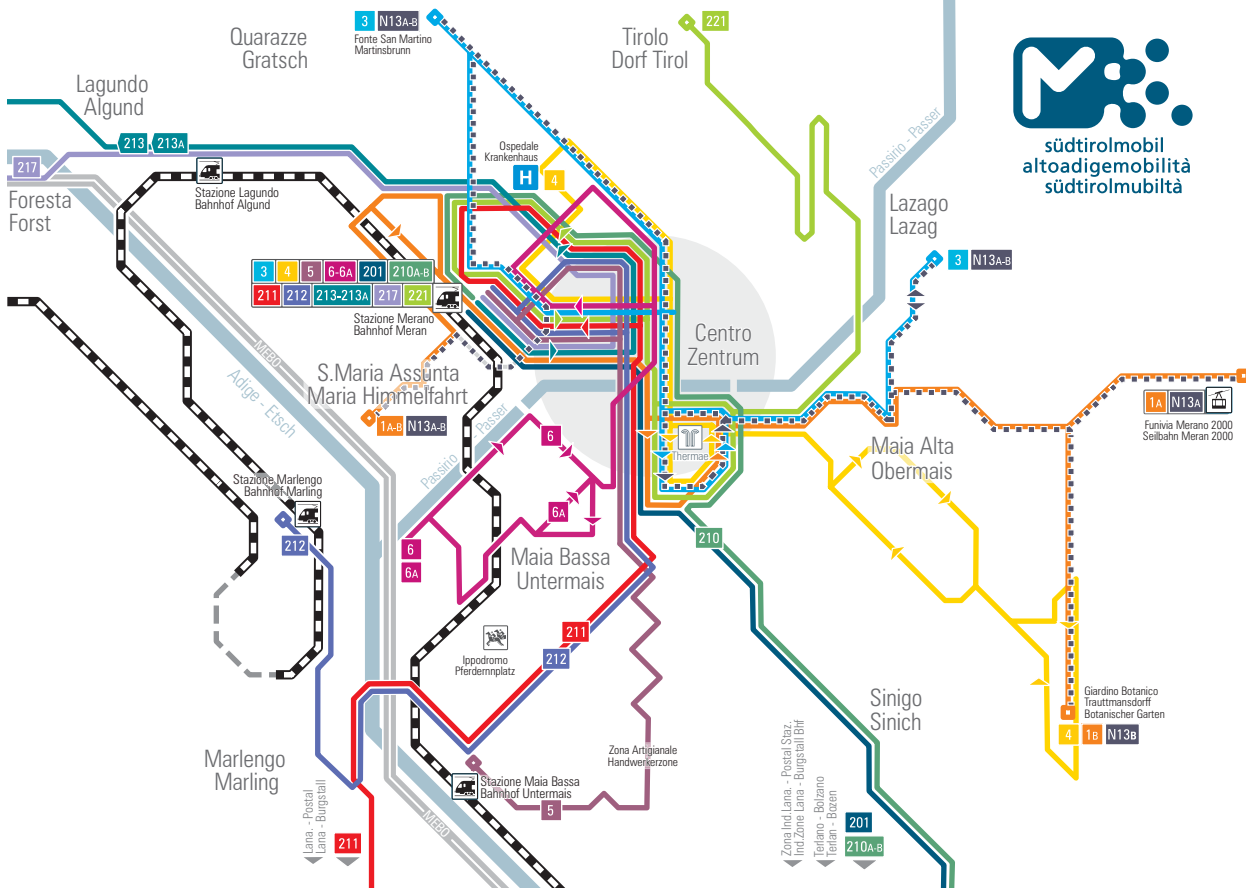 3 N13A-B
Fonte San Martino
Martinsbrunn
Quarazze
Gratsch
Tirolo
Dorf Tirol
221
südtirolmobil
altoadigemobilità
südtirolmubiltà
Lagundo
Algund
213 213A
217
Foresta
Forst
Stazione Lagundo
Bahnhof Algund
Ospedale
Krankenhaus
H
4
Passirio - Passer
Lazago
Lazag
3 N13A-B
3 4 5 6-6A 201 210A-B
211 212 213-213A 217 221
Stazione Merano
Bahnhof Meran
Centro
Zentrum
MEBO
Adige - Etsch
S.Maria Assunta
Maria Himmelfahrt
1A-B N13A-B
Passirio - Passer
Thermae
1A N13A
Funivia Merano 2000
Seilbahn Meran 2000
Maia Alta
Obermais
6
6A
Stazione Marlengo
Bahnhof Marling
212
6
6A
Maia Bassa
Untermais
210
211
212
Ippodromo
Pferdernnplatz
Sinigo
Sinich
Giardino Botanico
Trauttmansdorff
Botanischer Garten
4 1B N13B
Zona Artigianale
Handwerkerzone
Marlengo
Marling
Stazione Maia Bassa
Bahnhof Untermais
5
MEBO
Lana. - Postal
Lana - Burgstall
211
Zona Ind.Lana. - Postal Staz.
Ind.Zone Lana - Burgstall Bhf
Terlano - Bolzano
Terlan - Bozen
201
210A-B